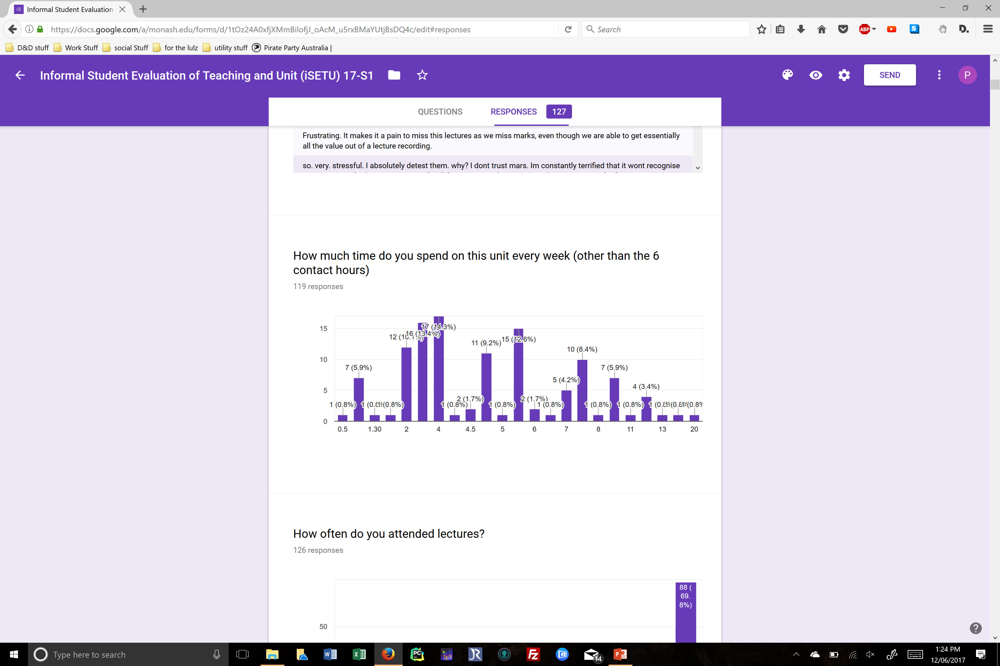 Informal Student Evaluation
https://docs.google.com/a/monash.edu/forms/d/1tOz24A0xfjXMmBilofjJ_oAcM_u5rxBMaYUtjBsDQ4c/edit#responses
Search
ABP
S
D.
D&D stuff
Work Stuff
social Stuff
for the lulz
utility stuff
Pirate Party Australia |
Informal Student Evaluation of Teaching and Unit (iSETU) 17-S1
SEND
P
QUESTIONS
RESPONSES
127
Frustrating. It makes it a pain to miss this lectures as we miss marks, even though we are able to get essentially
all the value out of a lecture recording.
so. very. stressful. I absolutely detest them. why? I dont trust mars. Im constantly terrified that it wont recognise
How much time do you spend on this unit every week (other than the 6
contact hours)
119 responses
15
10
5
0
1 (0.8%)
7 (5.9%)
1 (0.8
1 (0.8%)
12 (10.1%)
16 (13.4%)
17 (14.3%)
1 (0.8%)
2 (1.7%)
11 (9.2%)
1 (0.8%)
15 (12.6%)
2 (1.7%)
1 (0.8%)
5 (4.2%)
10 (8.4%)
1 (0.8%)
7 (5.9%)
1 (0.8%)
4 (3.4%)
1 (0.8
1 (0.8
1 (0.8%
0.5
1.30
2
4
4.5
5
6
7
8
11
13
20
How often do you attended lectures?
126 responses
88 (
69.
8%)
50
Type here to search
PC
TEX
JR
FZ
14
1:24 PM
12/06/2017